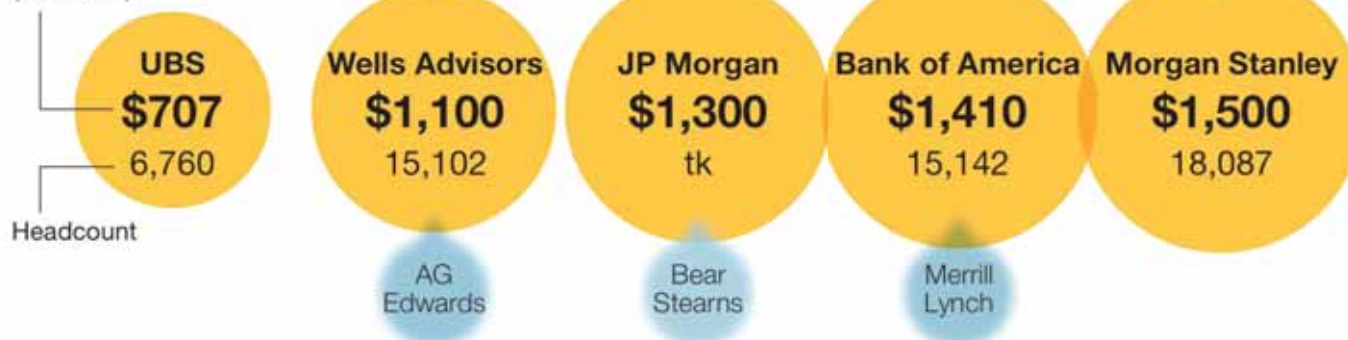 UBS
$707
6,760
Headcount
Wells Advisors
$1,100
15,102
AG
Edwards
JP Morgan
$1,300
tk
Bear
Stearns
Bank of America
$1,410
15,142
Merrill
Lynch
Morgan Stanley
$1,500
18,087